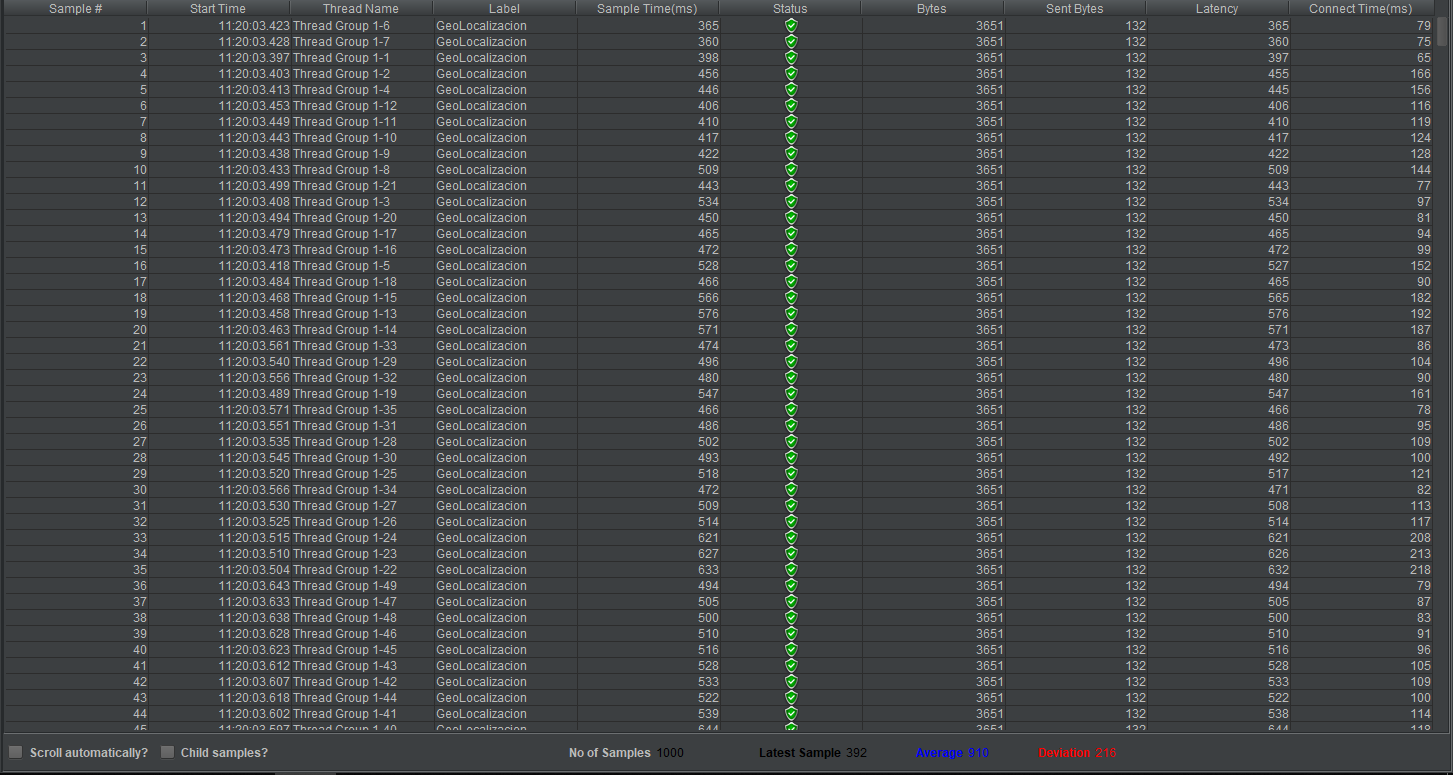 Sample # Start Time Thread Name Label Sample Time(ms) Status Bytes Sent Bytes Latency Connect Time(ms)
1 11:20:03.423 Thread Group 1-6 GeoLocalizacion 365 3651 132 365 79
2 11:20:03.428 Thread Group 1-7 GeoLocalizacion 360 3651 132 360 75
3 11:20:03.397 Thread Group 1-1 GeoLocalizacion 398 3651 132 397 65
4 11:20:03.403 Thread Group 1-2 GeoLocalizacion 456 3651 132 455 166
5 11:20:03.413 Thread Group 1-4 GeoLocalizacion 446 3651 132 445 156
6 11:20:03.453 Thread Group 1-12 GeoLocalizacion 406 3651 132 406 116
7 11:20:03.449 Thread Group 1-11 GeoLocalizacion 410 3651 132 410 119
8 11:20:03.443 Thread Group 1-10 GeoLocalizacion 417 3651 132 417 124
9 11:20:03.438 Thread Group 1-9 GeoLocalizacion 422 3651 132 422 128
10 11:20:03.433 Thread Group 1-8 GeoLocalizacion 509 3651 132 509 144
11 11:20:03.499 Thread Group 1-21 GeoLocalizacion 443 3651 132 443 77
12 11:20:03.408 Thread Group 1-3 GeoLocalizacion 534 3651 132 534 97
13 11:20:03.494 Thread Group 1-20 GeoLocalizacion 450 3651 132 450 81
14 11:20:03.479 Thread Group 1-17 GeoLocalizacion 465 3651 132 465 94
15 11:20:03.473 Thread Group 1-16 GeoLocalizacion 472 3651 132 472 99
16 11:20:03.418 Thread Group 1-5 GeoLocalizacion 528 3651 132 527 152
17 11:20:03.484 Thread Group 1-18 GeoLocalizacion 466 3651 132 465 90
18 11:20:03.468 Thread Group 1-15 GeoLocalizacion 566 3651 132 565 182
19 11:20:03.458 Thread Group 1-13 GeoLocalizacion 576 3651 132 576 192
20 11:20:03.463 Thread Group 1-14 GeoLocalizacion 571 3651 132 571 187
21 11:20:03.561 Thread Group 1-33 GeoLocalizacion 474 3651 132 473 86
22 11:20:03.540 Thread Group 1-29 GeoLocalizacion 496 3651 132 496 104
23 11:20:03.556 Thread Group 1-32 GeoLocalizacion 480 3651 132 480 90
24 11:20:03.489 Thread Group 1-19 GeoLocalizacion 547 3651 132 547 161
25 11:20:03.571 Thread Group 1-35 GeoLocalizacion 466 3651 132 466 78
26 11:20:03.551 Thread Group 1-31 GeoLocalizacion 486 3651 132 486 95
27 11:20:03.535 Thread Group 1-28 GeoLocalizacion 502 3651 132 502 109
28 11:20:03.545 Thread Group 1-30 GeoLocalizacion 493 3651 132 492 100
29 11:20:03.520 Thread Group 1-25 GeoLocalizacion 518 3651 132 517 121
30 11:20:03.566 Thread Group 1-34 GeoLocalizacion 472 3651 132 471 82
31 11:20:03.530 Thread Group 1-27 GeoLocalizacion 509 3651 132 508 113
32 11:20:03.525 Thread Group 1-26 GeoLocalizacion 514 3651 132 514 117
33 11:20:03.515 Thread Group 1-24 GeoLocalizacion 621 3651 132 621 208
34 11:20:03.510 Thread Group 1-23 GeoLocalizacion 627 3651 132 626 213
35 11:20:03.504 Thread Group 1-22 GeoLocalizacion 633 3651 132 632 218
36 11:20:03.643 Thread Group 1-49 GeoLocalizacion 494 3651 132 494 79
37 11:20:03.633 Thread Group 1-47 GeoLocalizacion 505 3651 132 505 87
38 11:20:03.638 Thread Group 1-48 GeoLocalizacion 500 3651 132 500 83
39 11:20:03.628 Thread Group 1-46 GeoLocalizacion 510 3651 132 510 91
40 11:20:03.623 Thread Group 1-45 GeoLocalizacion 516 3651 132 516 96
41 11:20:03.612 Thread Group 1-43 GeoLocalizacion 528 3651 132 528 105
42 11:20:03.607 Thread Group 1-42 GeoLocalizacion 533 3651 132 533 109
43 11:20:03.618 Thread Group 1-44 GeoLocalizacion 522 3651 132 522 100
44 11:20:03.602 Thread Group 1-41 GeoLocalizacion 539 3651 132 538 114
45 11:20:03.597 Thread Group 1-40 GeoLocalizacion 644 3651 132 644 118
Scroll automatically? Child samples? No of Samples 1000 Latest Sample 392 Average 910 Deviation 216